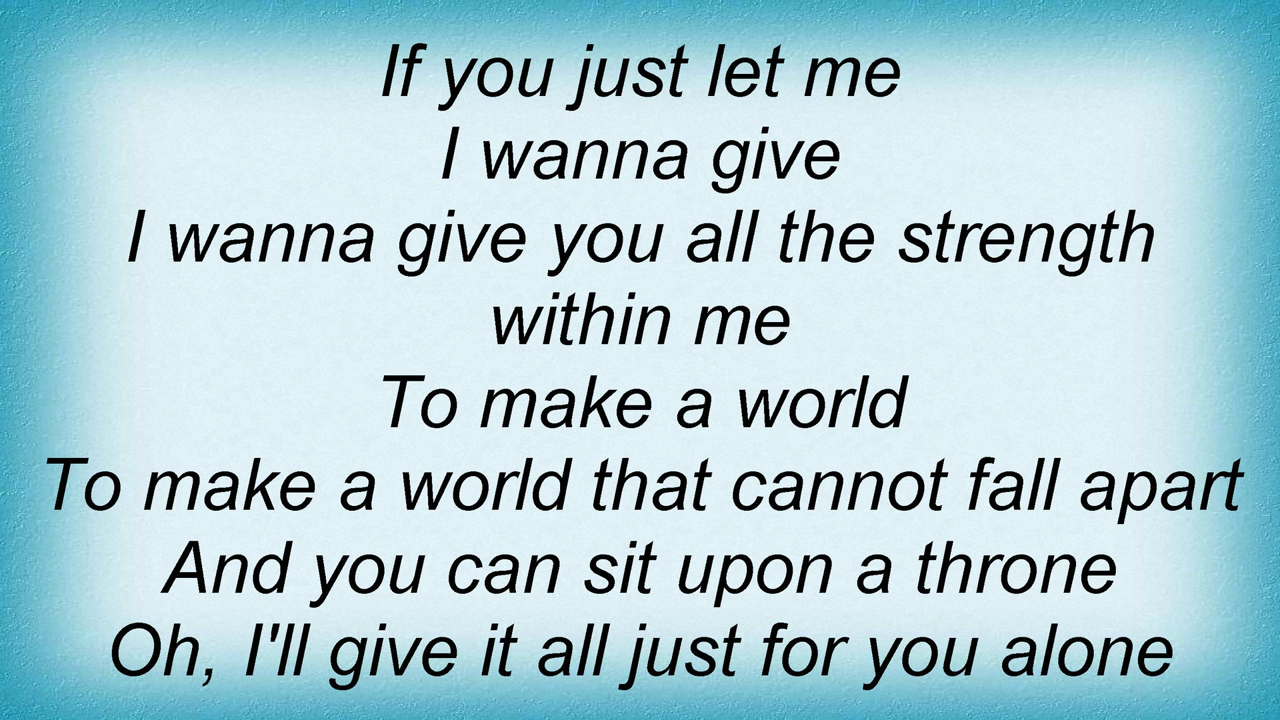 If you just let me
I wanna give
I wanna give you all the strength
within me
To make a world
To make a world that cannot fall apart
And you can sit upon a throne
Oh, I'll give it all just for you alone